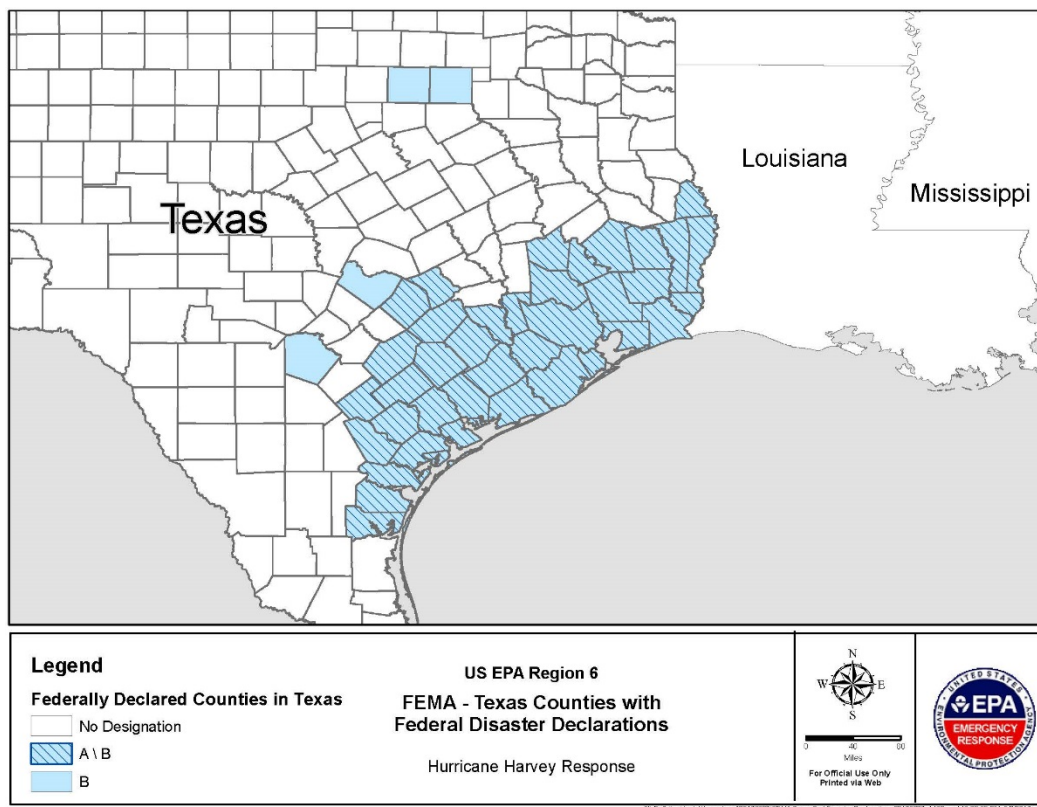 Louisiana
Mississippi
Texas
Legend
Federally Declared Counties in Texas
No Designation
A \ B
B
US EPA Region 6
FEMA - Texas Counties with
Federal Disaster Declarations
Hurricane Harvey Response
N
W E
S
0 40 80
Miles
For Official Use Only
Printed via Web
UNITED STATES
EPA
EMERGENCY
RESPONSE
ENVIRONMENTAL PROTECTION AGENCY